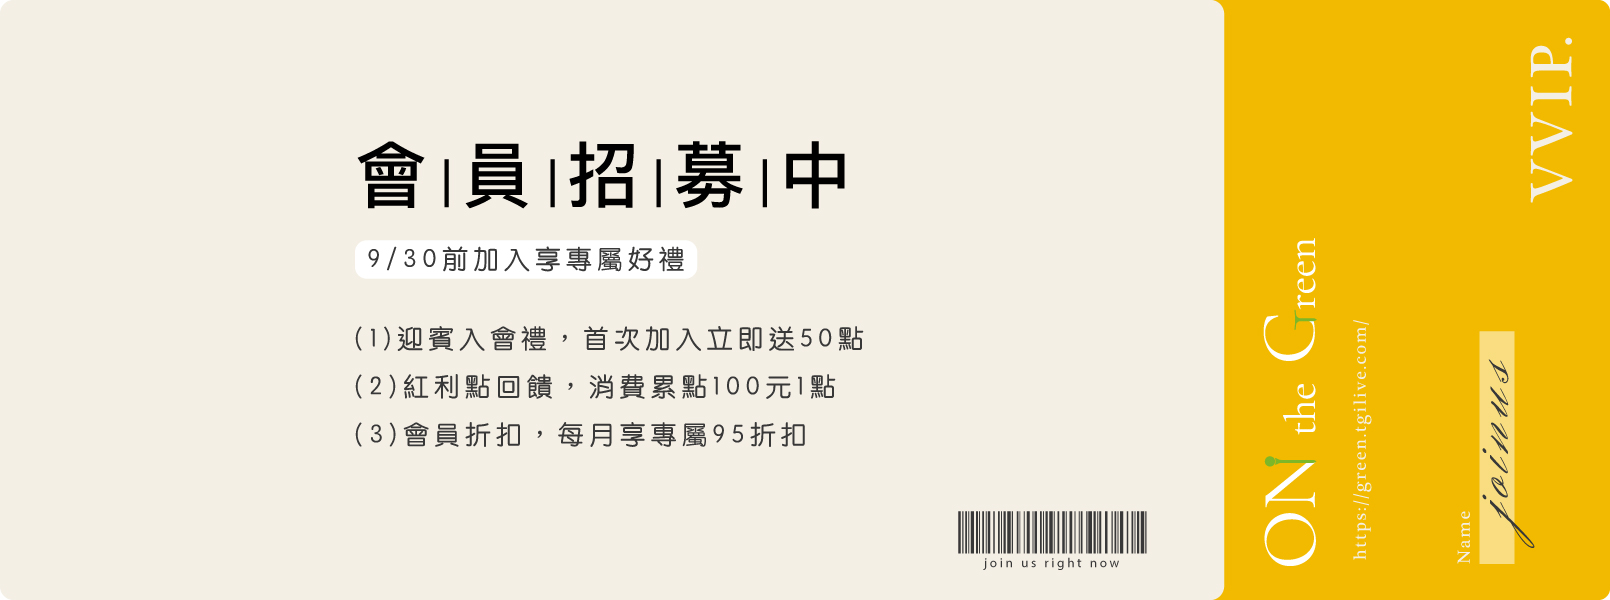 會|員|招|募|中
9/30前加入享專屬好禮
(1)迎賓入會禮，首次加入立即送50點
(2)紅利點回饋，消費累點100元1點
(3)會員折扣，每月享專屬95折扣
join us right now
ON the Green
https://green.tgilive.com/
Name
joinus
VVIP.